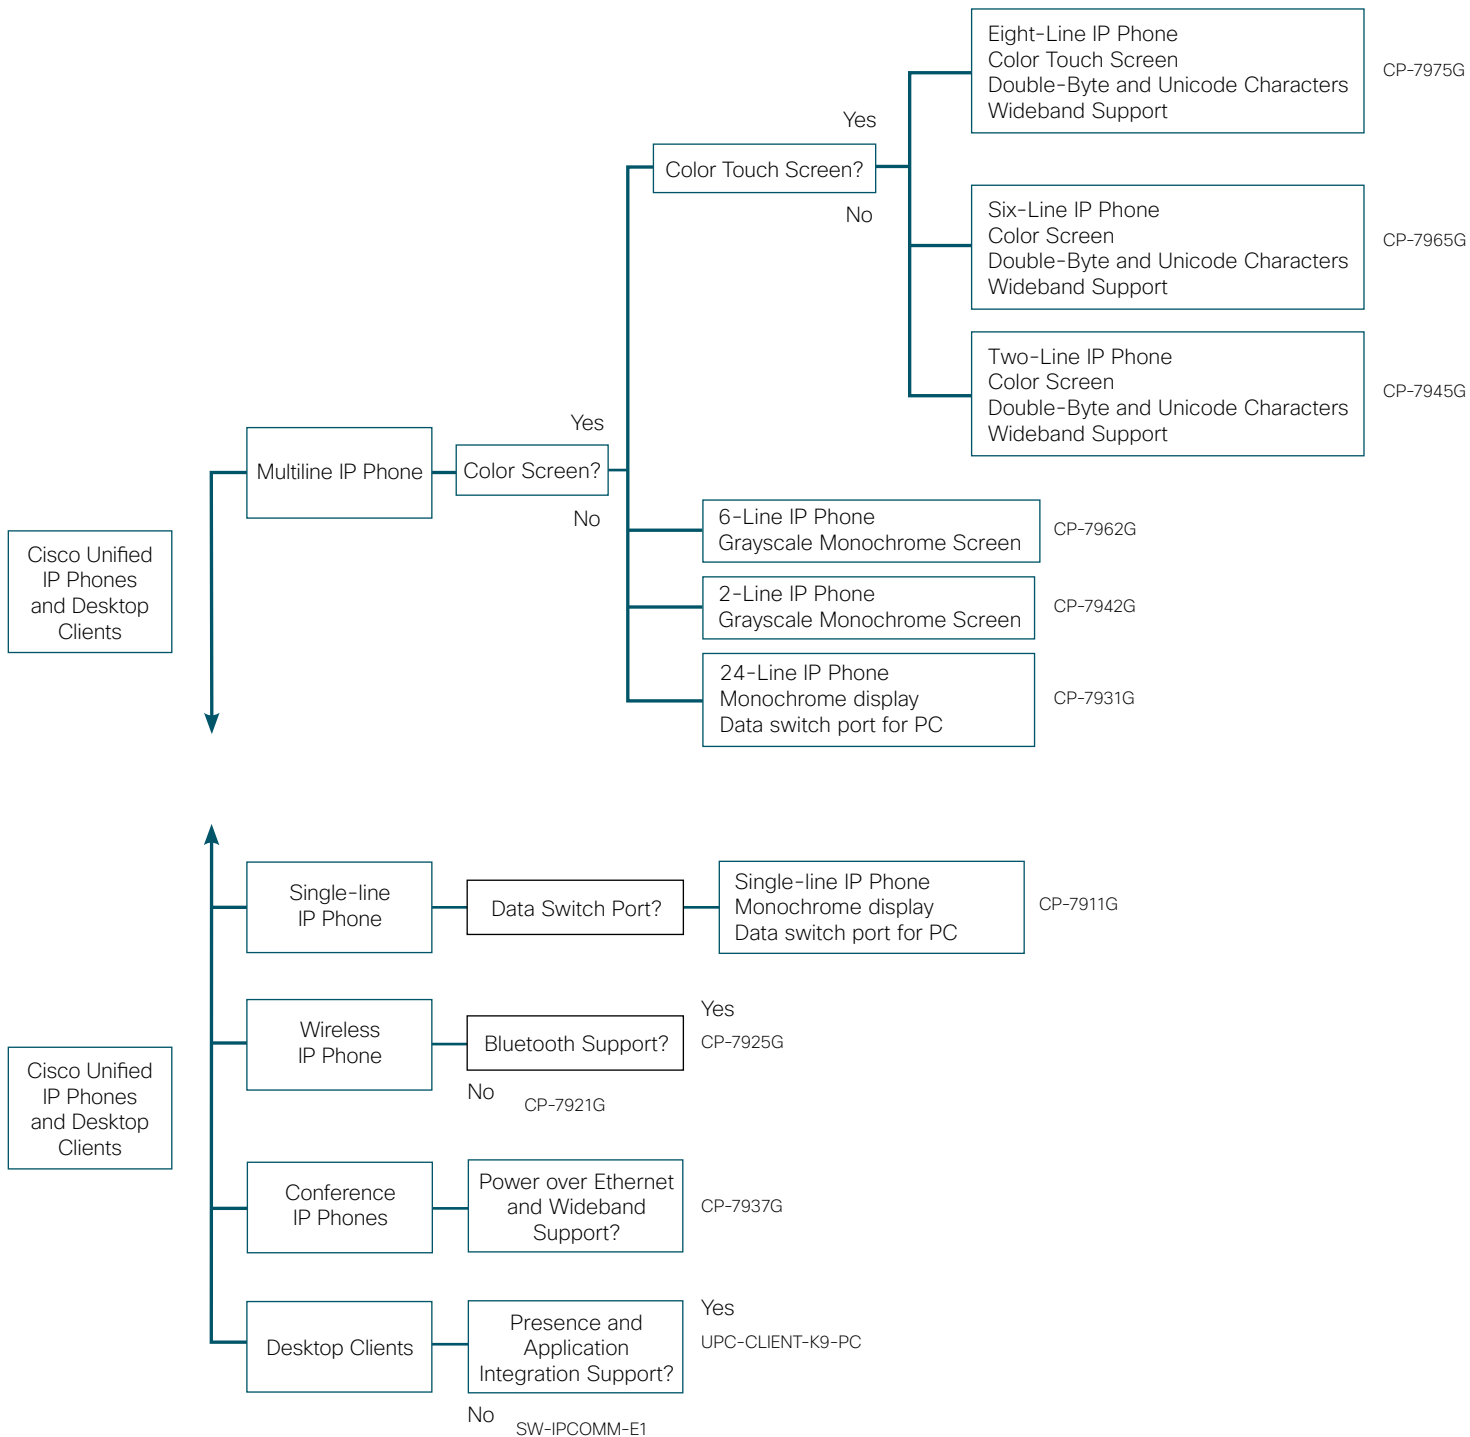 Eight-Line IP Phone
Color Touch Screen
Double-Byte and Unicode Characters
Wideband Support
CP-7975G
Yes
Color Touch Screen?
No
Six-Line IP Phone
Color Screen
Double-Byte and Unicode Characters
Wideband Support
CP-7965G
Two-Line IP Phone
Color Screen
Double-Byte and Unicode Characters
Wideband Support
CP-7945G
Multiline IP Phone
Yes
Color Screen?
No
6-Line IP Phone
Grayscale Monochrome Screen
CP-7962G
Cisco Unified
IP Phones
and Desktop
Clients
2-Line IP Phone
Grayscale Monochrome Screen
CP-7942G
24-Line IP Phone
Monochrome display
Data switch port for PC
CP-7931G
Single-line
IP Phone
Data Switch Port?
Single-line IP Phone
Monochrome display
Data switch port for PC
CP-7911G
Wireless
IP Phone
Bluetooth Support?
Yes
CP-7925G
No
CP-7921G
Cisco Unified
IP Phones
and Desktop
Clients
Conference
IP Phones
Power over Ethernet
and Wideband
Support?
CP-7937G
Desktop Clients
Presence and
Application
Integration Support?
Yes
UPC-CLIENT-K9-PC
No
SW-IPCOMM-E1